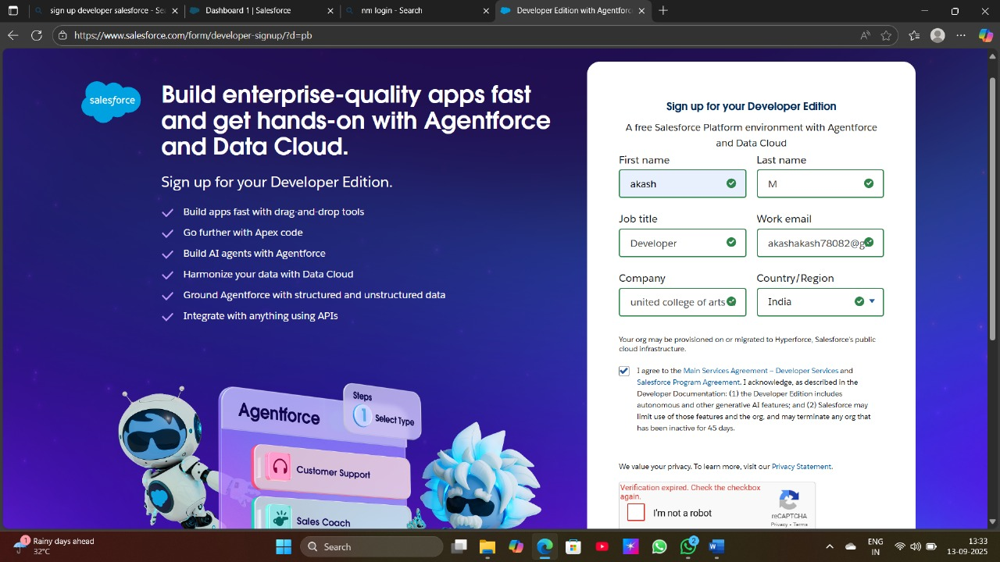 sign up developer salesforce - Se
Dashboard 1 | Salesforce
nm login - Search
Developer Edition with Agentforc
https://www.salesforce.com/form/developer-signup/?d=pb
salesforce
Build enterprise-quality apps fast
and get hands-on with Agentforce
and Data Cloud.
Sign up for your Developer Edition.
Build apps fast with drag-and-drop tools
Go further with Apex code
Build AI agents with Agentforce
Harmonize your data with Data Cloud
Ground Agentforce with structured and unstructured data
Integrate with anything using APIs
Agentforce
Steps
1 Select Type
Customer Support
Sales Coach
Sign up for your Developer Edition
A free Salesforce Platform environment with Agentforce
and Data Cloud
First name Last name
akash M
Job title Work email
Developer akashakash78082@g
Company Country/Region
united college of arts India
Your org may be provisioned on or migrated to Hyperforce, Salesforce's public
cloud infrastructure.
I agree to the Main Services Agreement – Developer Services and
Salesforce Program Agreement. I acknowledge, as described in the
Developer Documentation: (1) the Developer Edition includes
autonomous and other generative AI features; and (2) Salesforce may
limit use of those features and the org, and may terminate any org that
has been inactive for 45 days.
We value your privacy. To learn more, visit our Privacy Statement.
Verification expired. Check the checkbox
again.
I'm not a robot
reCAPTCHA
Privacy - Terms
1
Rainy days ahead
32°C
Search
2
ENG
IN
13:33
13-09-2025